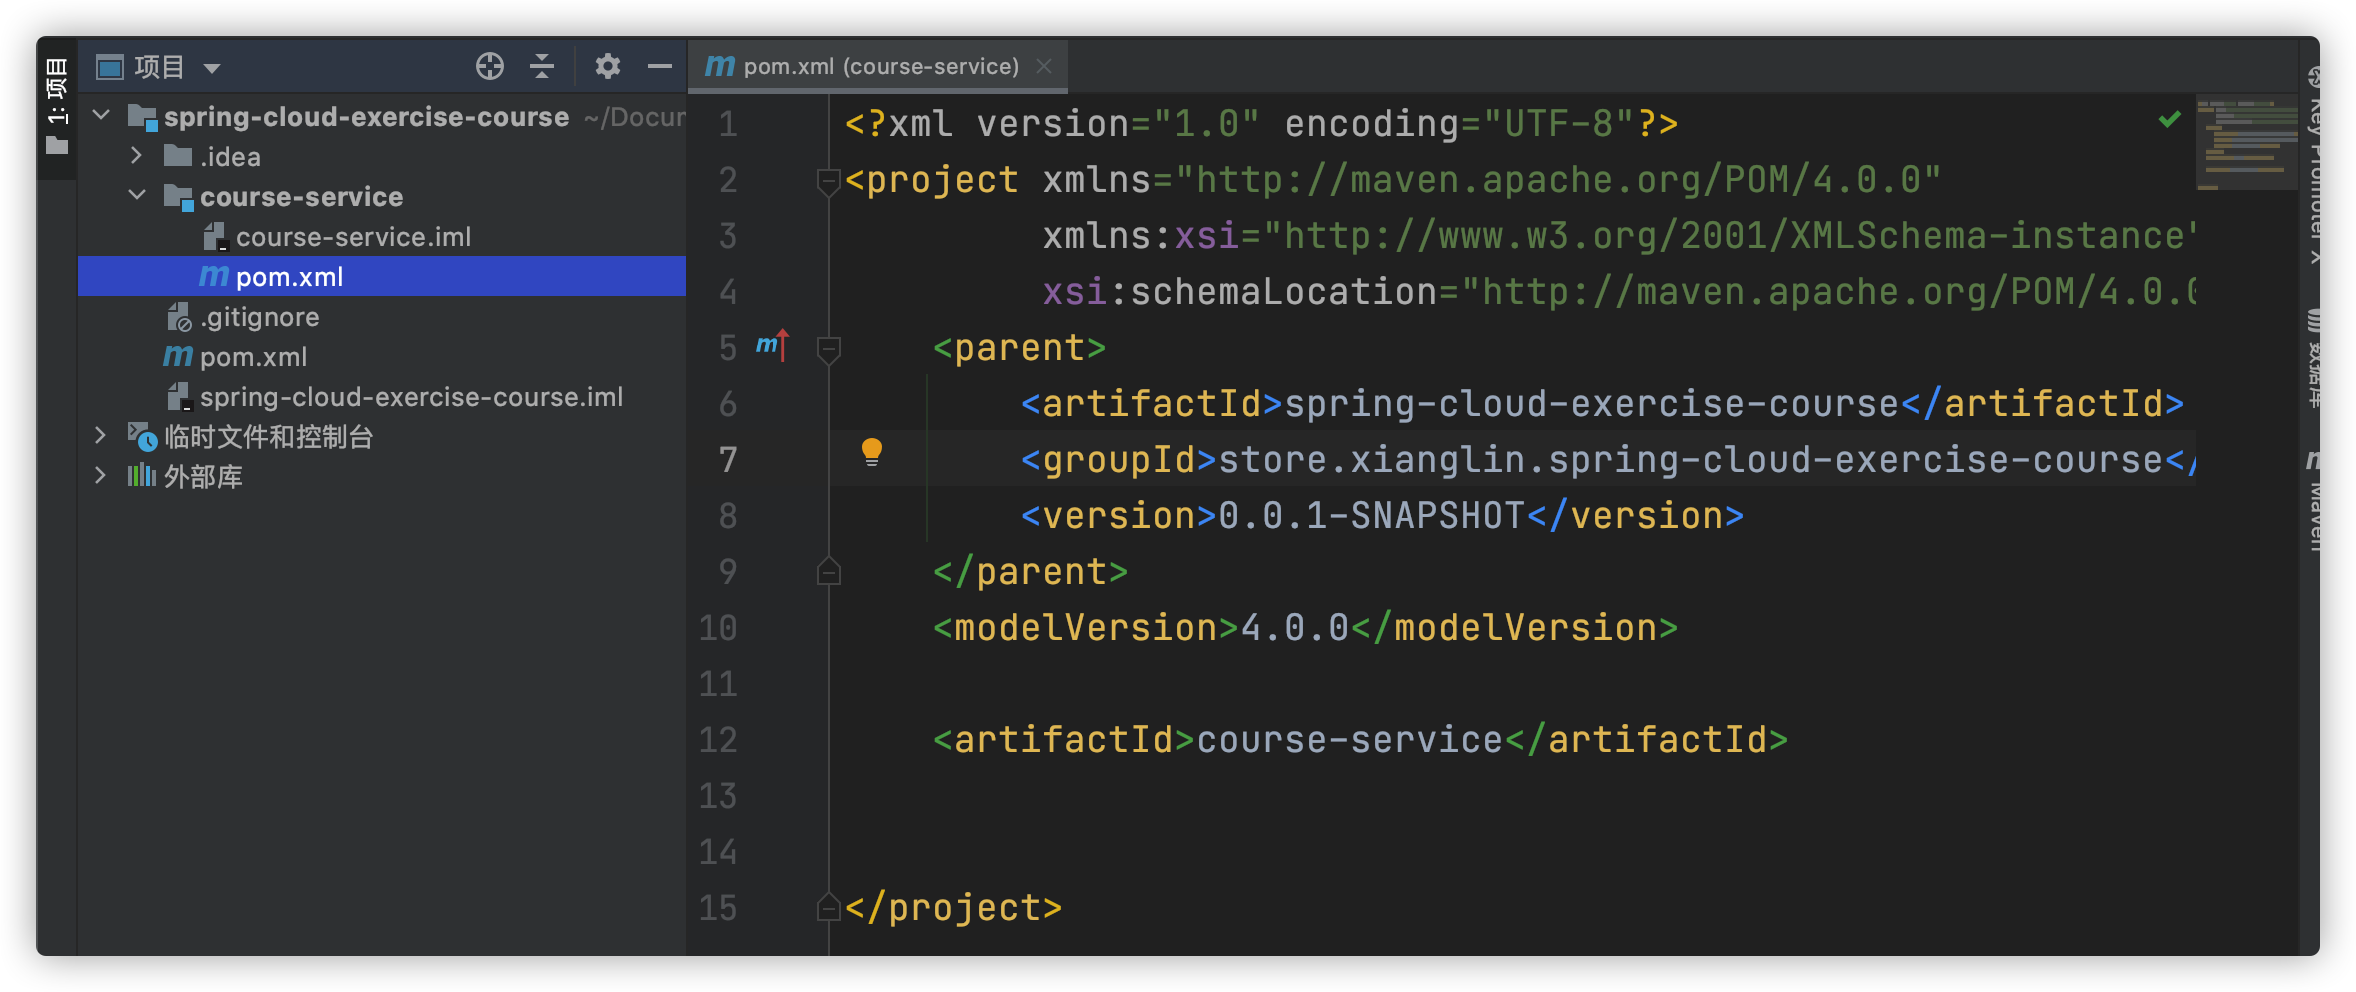 1: 项目
项目
spring-cloud-exercise-course ~/Docum
.idea
course-service
course-service.iml
pom.xml
.gitignore
pom.xml
spring-cloud-exercise-course.iml
临时文件和控制台
外部库
pom.xml (course-service)
1 <?xml version="1.0" encoding="UTF-8"?>
2 <project xmlns="http://maven.apache.org/POM/4.0.0"
3 xmlns:xsi="http://www.w3.org/2001/XMLSchema-instance"
4 xsi:schemaLocation="http://maven.apache.org/POM/4.0.0
5 <parent>
6 <artifactId>spring-cloud-exercise-course</artifactId>
7 <groupId>store.xianglin.spring-cloud-exercise-course</
8 <version>0.0.1-SNAPSHOT</version>
9 </parent>
10 <modelVersion>4.0.0</modelVersion>
11
12 <artifactId>course-service</artifactId>
13
14
15 </project>
Key Promoter X
数据库
Maven